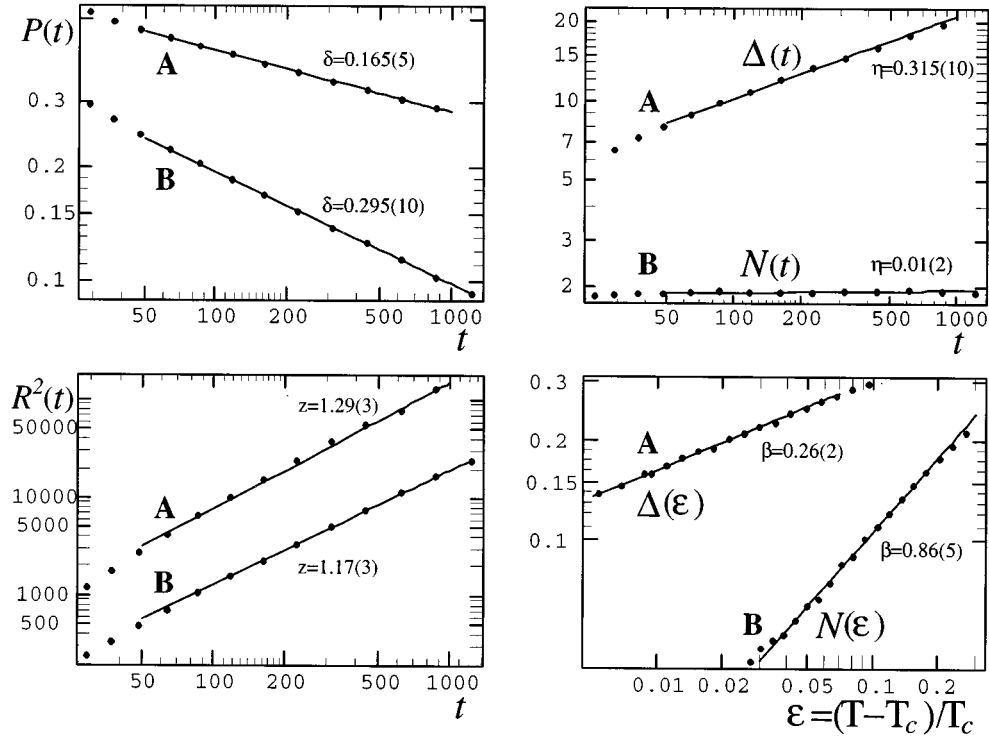 P(t)
0.3
0.2
0.15
0.1
A
δ=0.165(5)
B
δ=0.295(10)
50 100 200 500 1000
t
20
15
10
7
5
3
2
Δ(t)
A
η=0.315(10)
B
N(t)
η=0.01(2)
50 100 200 500 1000
t
R²(t)
50000
10000
5000
1000
500
z=1.29(3)
A
B
z=1.17(3)
50 100 200 500 1000
t
0.3
0.2
0.15
0.1
A
β=0.26(2)
Δ(ε)
β=0.86(5)
B
N(ε)
0.01 0.02 0.05 0.1 0.2
ε=(T−T_c)/T_c